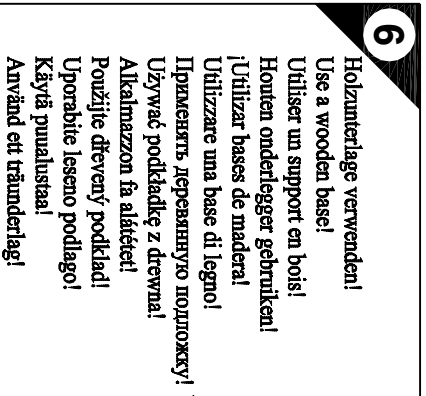 6
Holzunterlage verwenden!
Use a wooden base!
Utiliser un support en bois!
Houten onderlegger gebruiken!
¡Utilizar bases de madera!
Utilizzare una base di legno!
Применять деревянную подложку!
Używać podkładkę z drewna!
Alkalmazzon fa alátétet!
Použijte dřevený podklad!
Uporabite leseno podlago!
Käytä puualustaa!
Använd ett träunderlag!